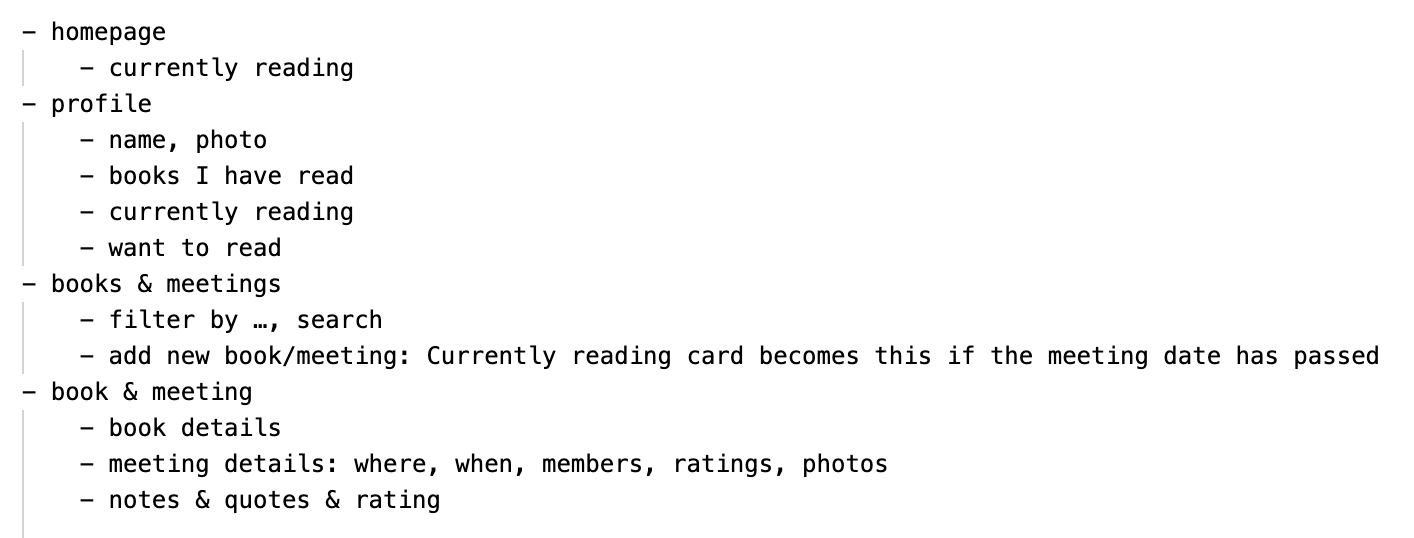 – homepage
– currently reading
– profile
– name, photo
– books I have read
– currently reading
– want to read
– books & meetings
– filter by …, search
– add new book/meeting: Currently reading card becomes this if the meeting date has passed
– book & meeting
– book details
– meeting details: where, when, members, ratings, photos
– notes & quotes & rating